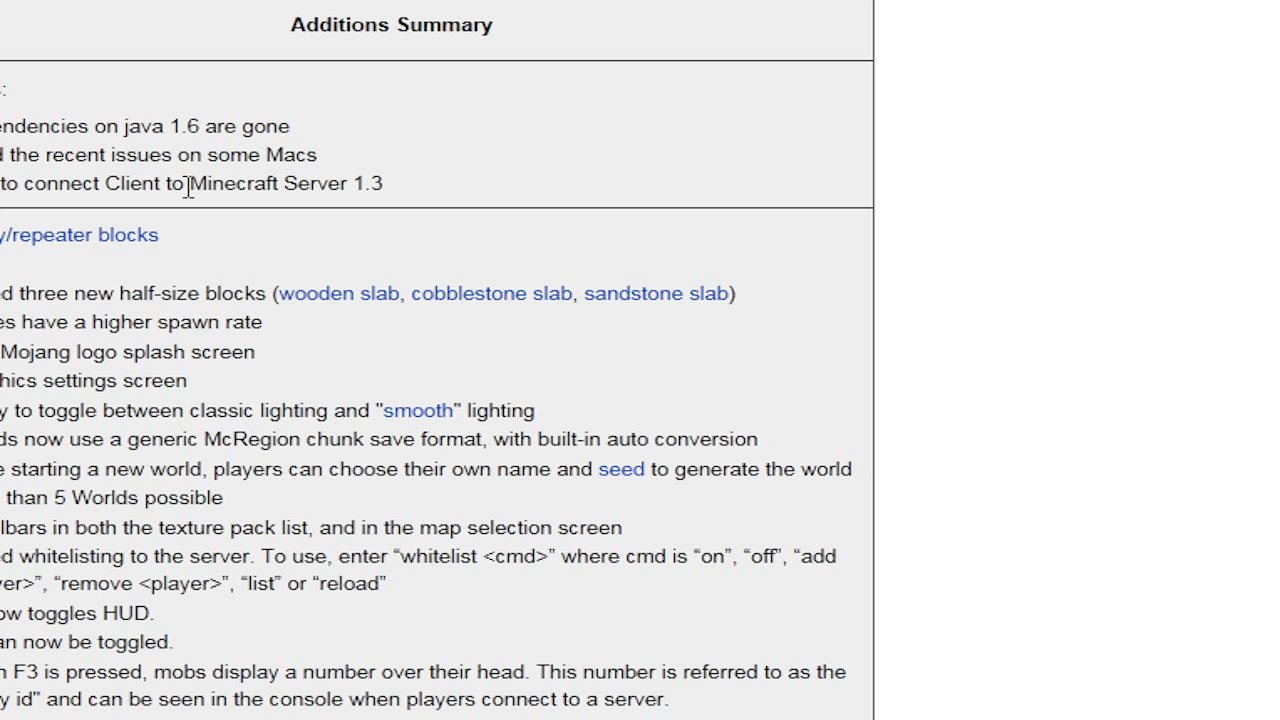 Additions Summary
:
endencies on java 1.6 are gone
d the recent issues on some Macs
to connect Client to Minecraft Server 1.3
y/repeater blocks
ed three new half-size blocks (wooden slab, cobblestone slab, sandstone slab)
es have a higher spawn rate
Mojang logo splash screen
hics settings screen
y to toggle between classic lighting and "smooth" lighting
ds now use a generic McRegion chunk save format, with built-in auto conversion
e starting a new world, players can choose their own name and seed to generate the world
than 5 Worlds possible
lbars in both the texture pack list, and in the map selection screen
ed whitelisting to the server. To use, enter “whitelist <cmd>” where cmd is “on”, “off”, “add
yer>”, “remove <player>”, “list” or “reload”
ow toggles HUD.
an now be toggled.
n F3 is pressed, mobs display a number over their head. This number is referred to as the
y id" and can be seen in the console when players connect to a server.